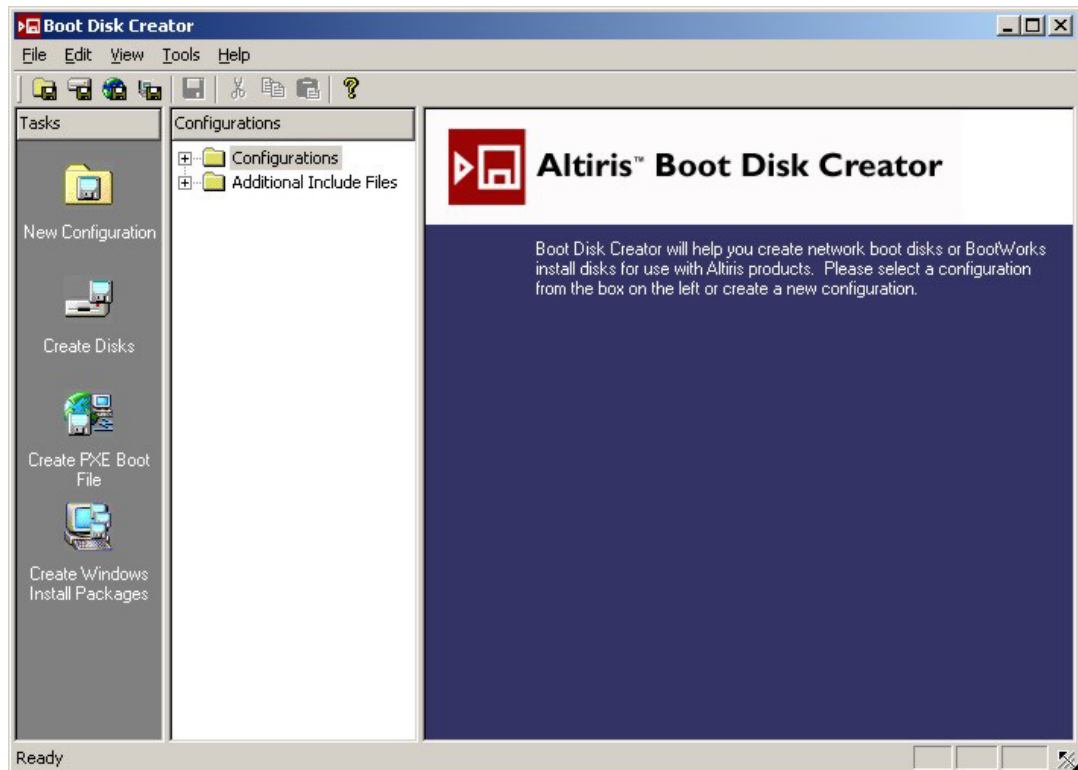 Boot Disk Creator
File Edit View Tools Help
Tasks
New Configuration
Create Disks
Create PXE Boot
File
Create Windows
Install Packages
Configurations
Configurations
Additional Include Files
Altiris™ Boot Disk Creator
Boot Disk Creator will help you create network boot disks or BootWorks
install disks for use with Altiris products. Please select a configuration
from the box on the left or create a new configuration.
Ready